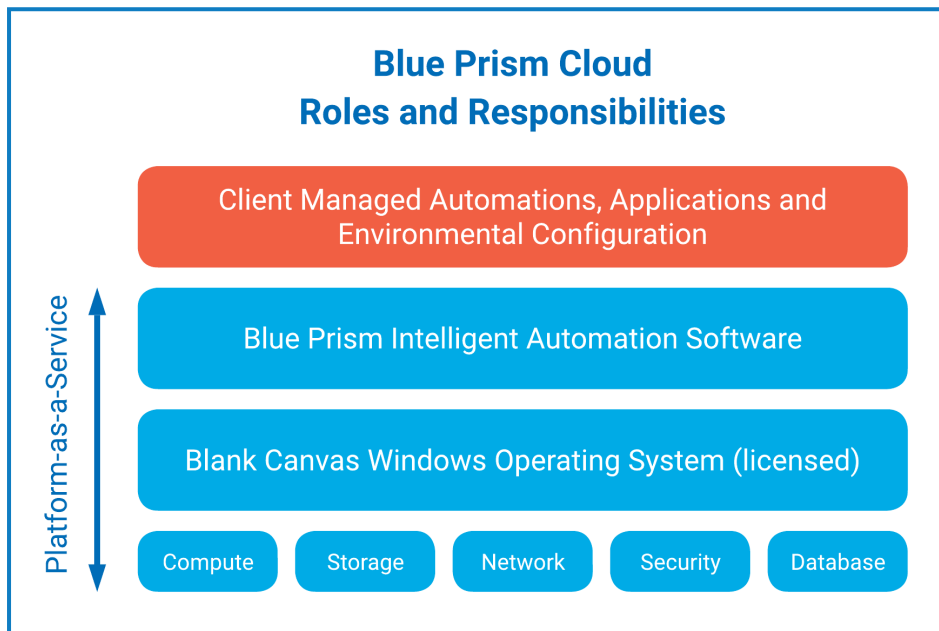 Blue Prism Cloud
Roles and Responsibilities
Client Managed Automations, Applications and
Environmental Configuration
Platform-as-a-Service
Blue Prism Intelligent Automation Software
Blank Canvas Windows Operating System (licensed)
Compute
Storage
Network
Security
Database